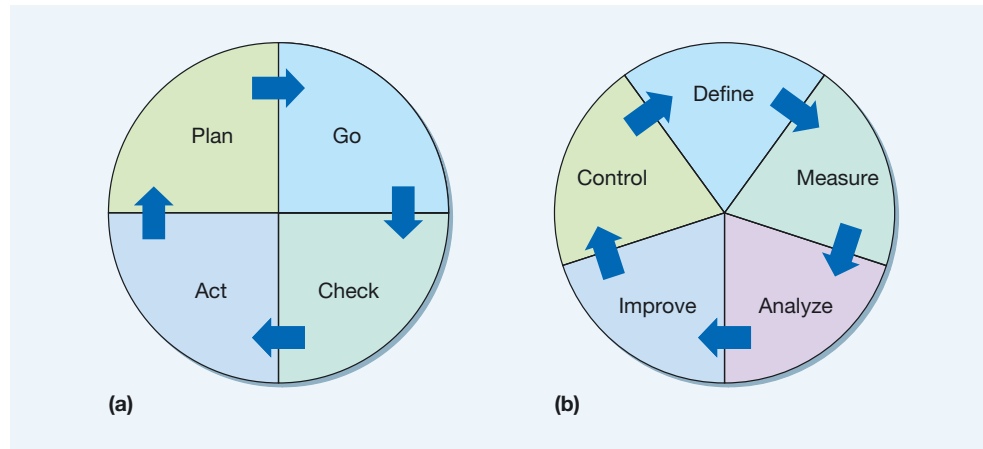 Plan
Go
Act
Check
(a)
Define
Control
Measure
Improve
Analyze
(b)